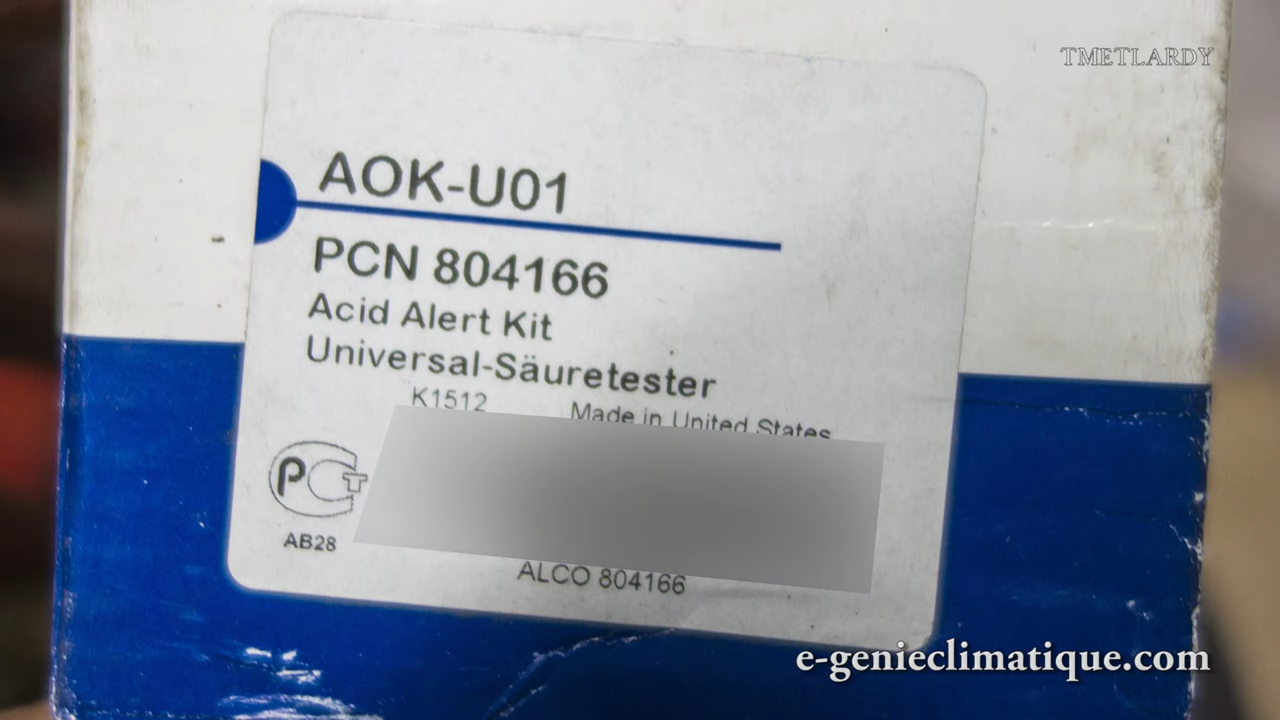 TMETLARDY
AOK-U01
PCN 804166
Acid Alert Kit
Universal-Säuretester
K1512 Made in United States
PCT
AB28
ALCO 804166
e-genieclimatique.com